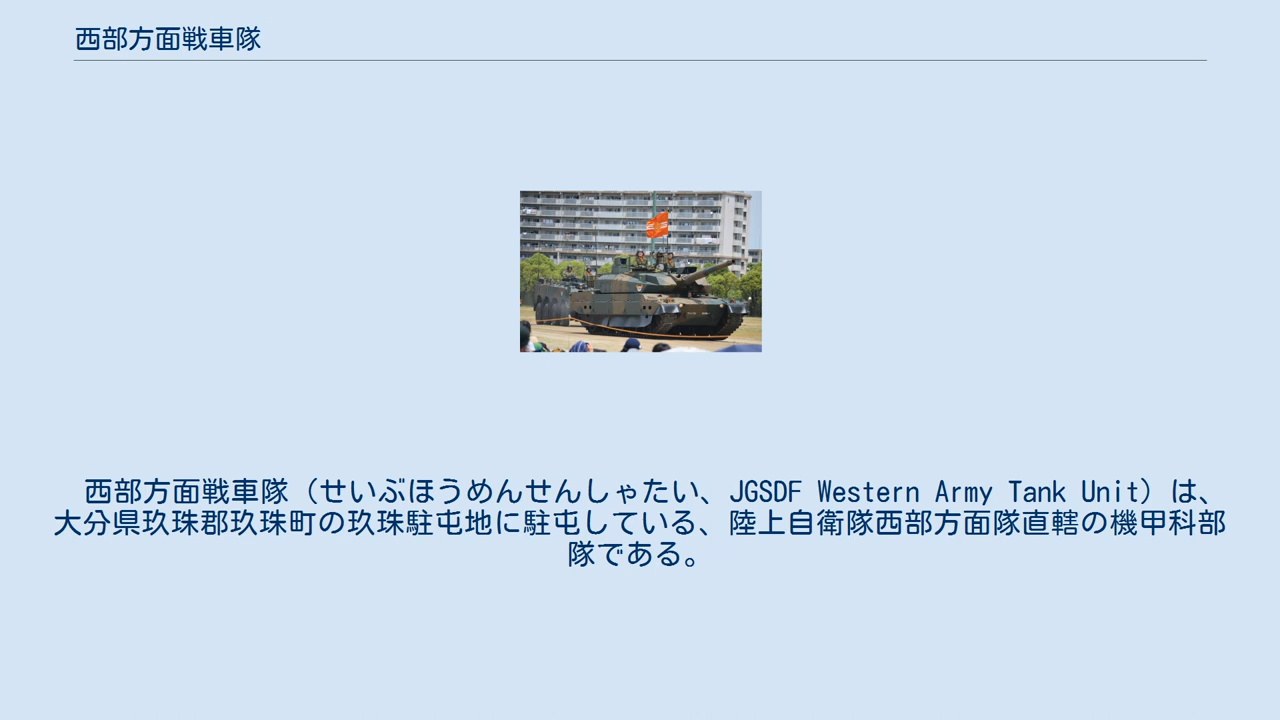 西部方面戦車隊
西部方面戦車隊（せいぶほうめんせんしゃたい、JGSDF Western Army Tank Unit）は、
大分県玖珠郡玖珠町の玖珠駐屯地に駐屯している、陸上自衛隊西部方面隊直轄の機甲科部
隊である。